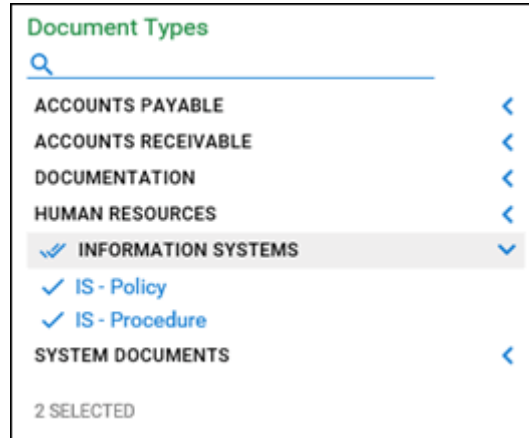 Document Types
ACCOUNTS PAYABLE
ACCOUNTS RECEIVABLE
DOCUMENTATION
HUMAN RESOURCES
INFORMATION SYSTEMS
IS - Policy
IS - Procedure
SYSTEM DOCUMENTS
2 SELECTED